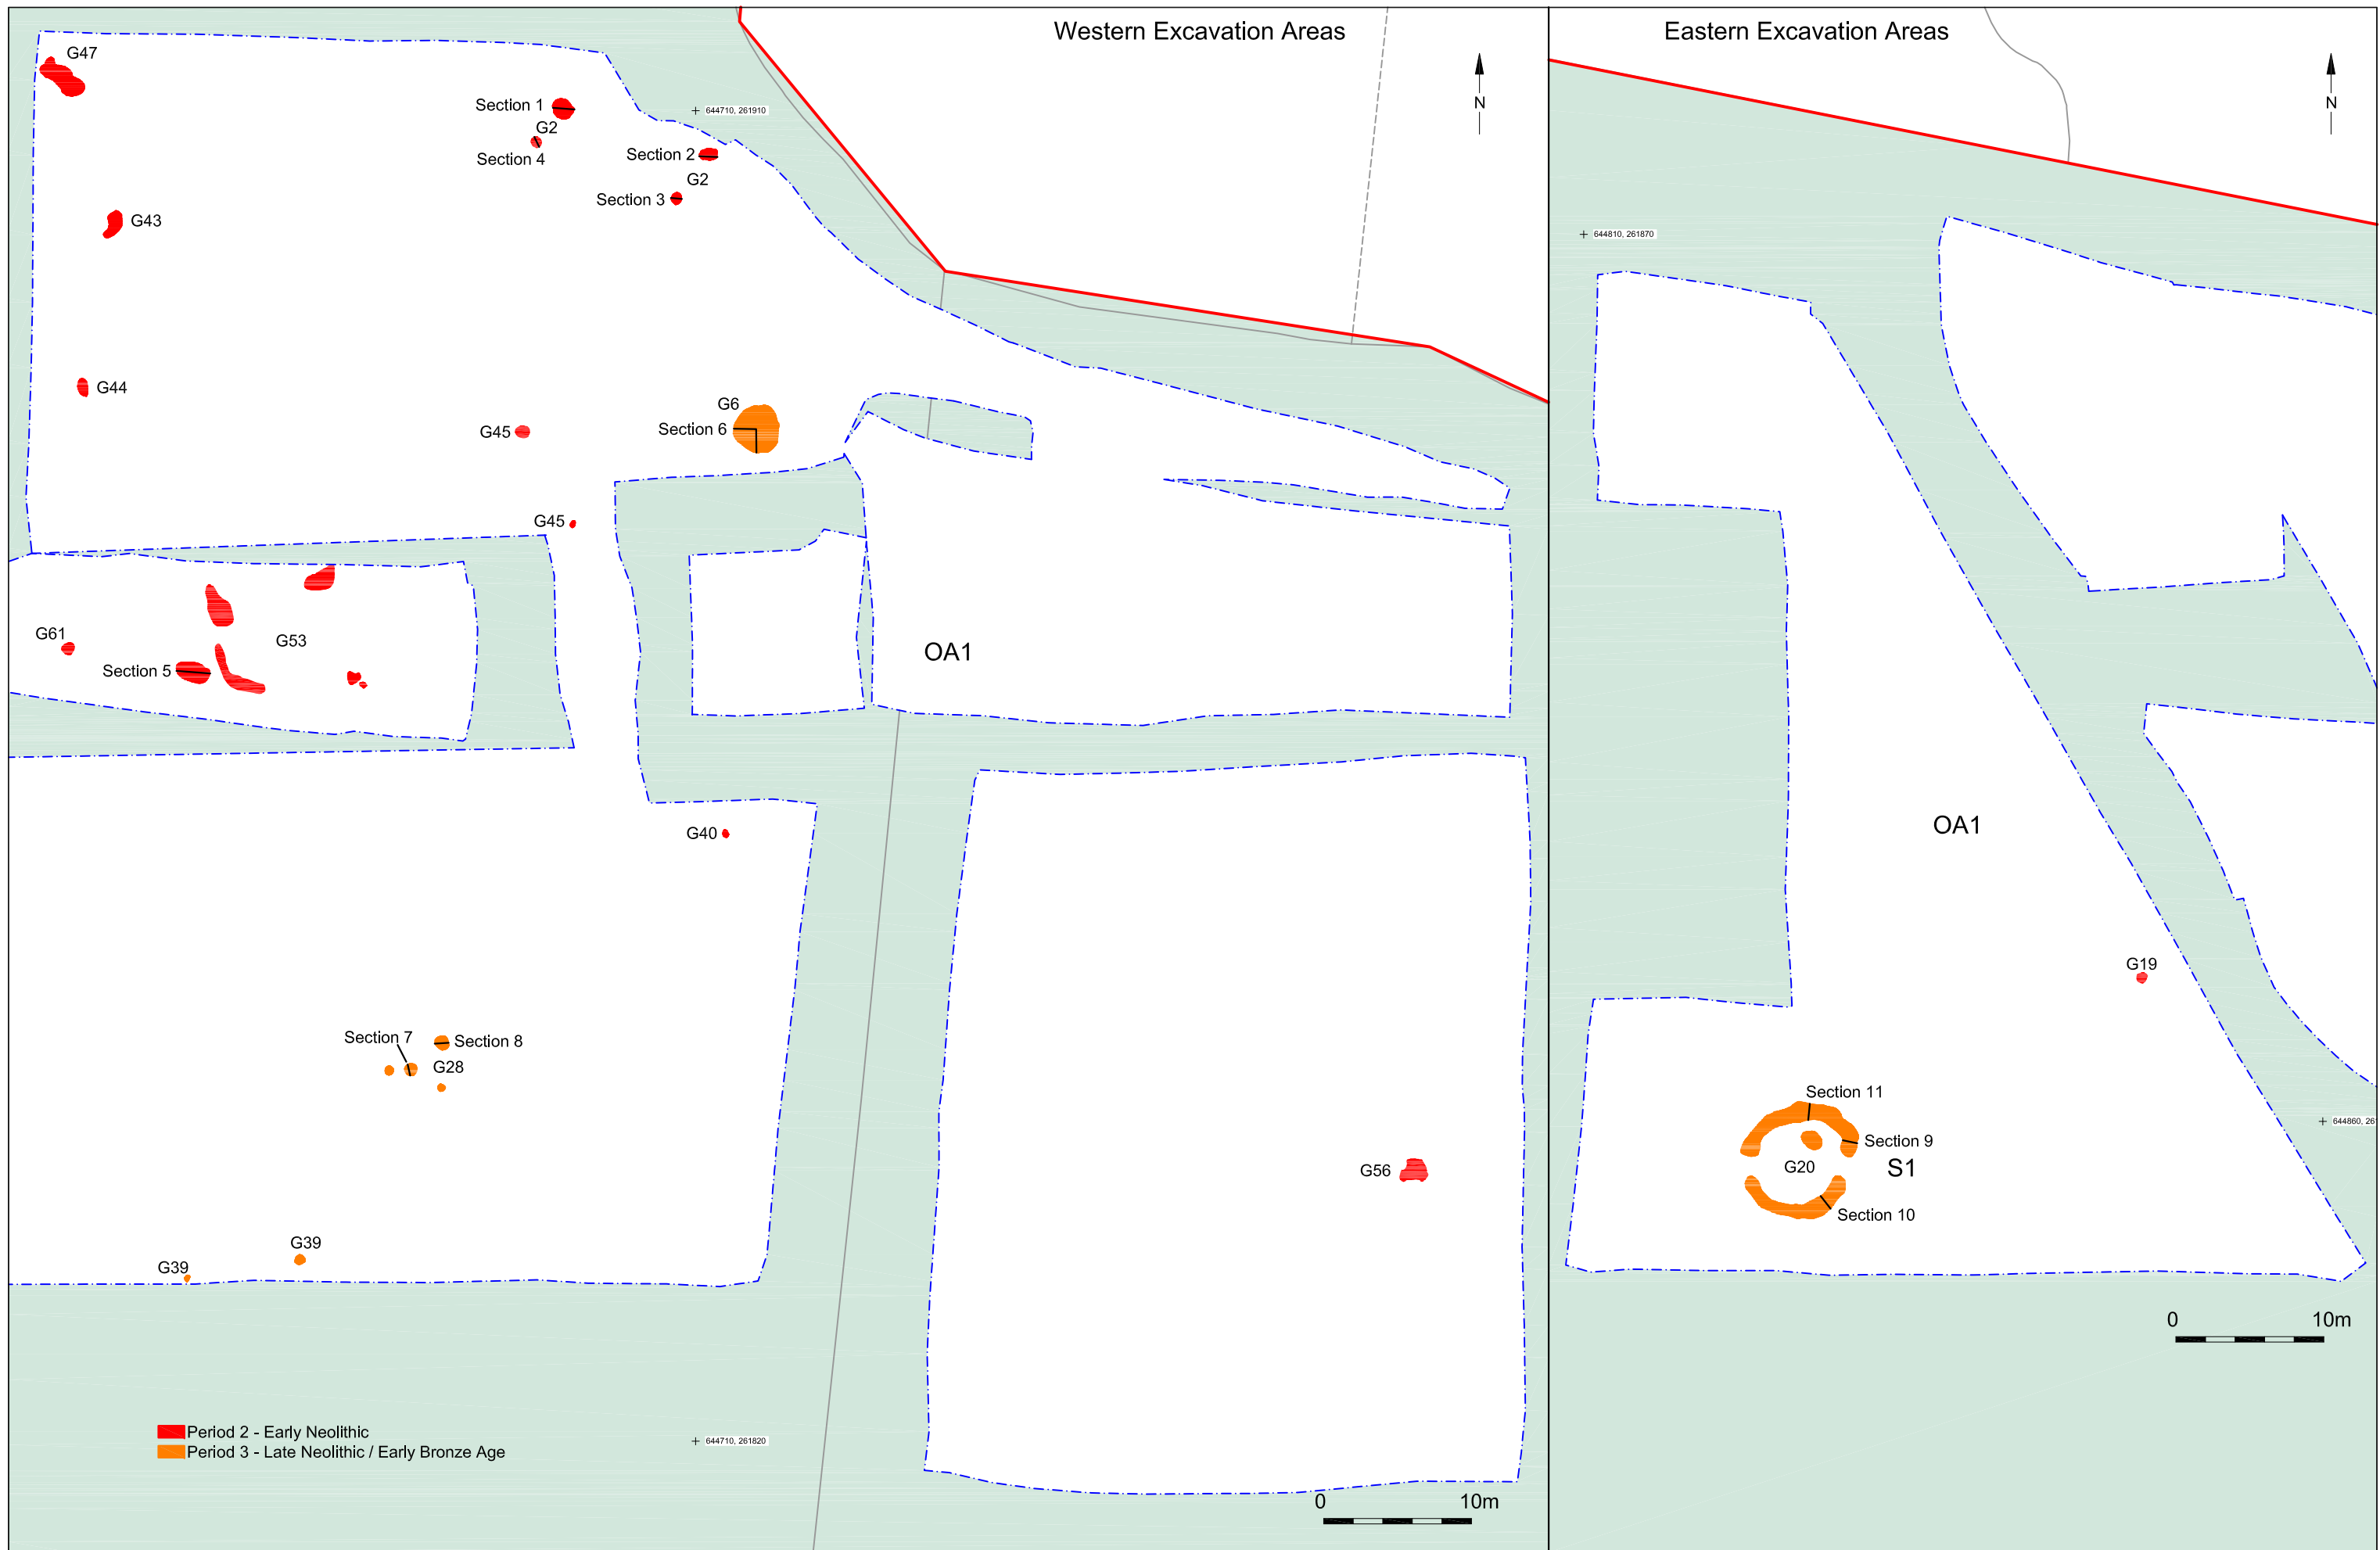 Western Excavation Areas
Eastern Excavation Areas
G47
Section 1
G2
Section 4
644710, 261910
Section 2
G2
Section 3
N
N
G43
644810, 261870
G44
G45
G6
Section 6
G45
G61
G53
Section 5
OA1
OA1
G40
G19
Section 7
Section 8
G28
Section 11
Section 9
G20
S1
Section 10
644860, 261
G56
G39
G39
0 10m
Period 2 - Early Neolithic
Period 3 - Late Neolithic / Early Bronze Age
644710, 261820
0 10m